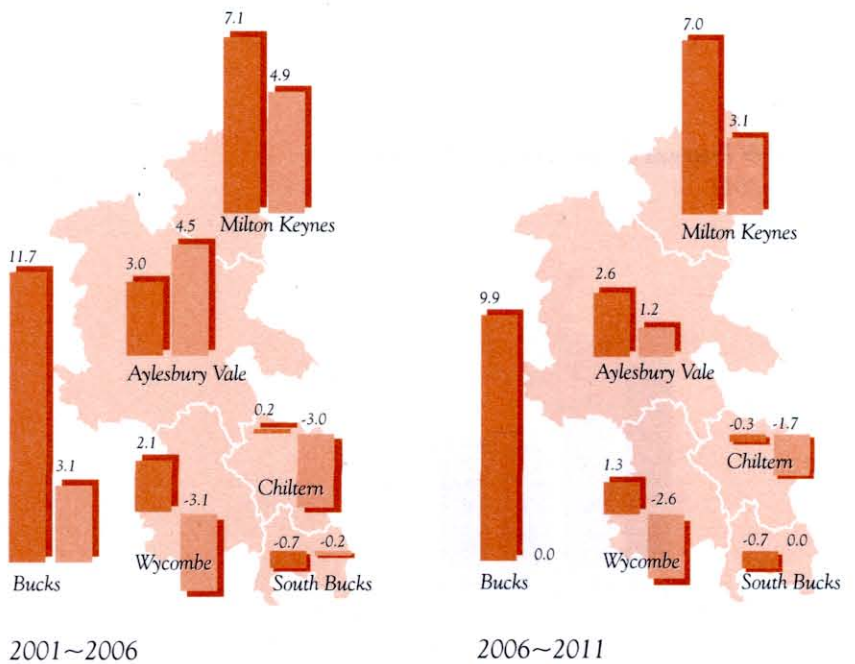 7.1
4.9
Milton Keynes
4.5
3.0
Aylesbury Vale
11.7
3.1
Bucks
0.2
-3.0
Chiltern
2.1
-3.1
Wycombe
-0.7
-0.2
South Bucks
2001~2006
7.0
3.1
Milton Keynes
2.6
1.2
Aylesbury Vale
9.9
0.0
Bucks
-0.3
-1.7
Chiltern
1.3
-2.6
Wycombe
-0.7
0.0
South Bucks
2006~2011